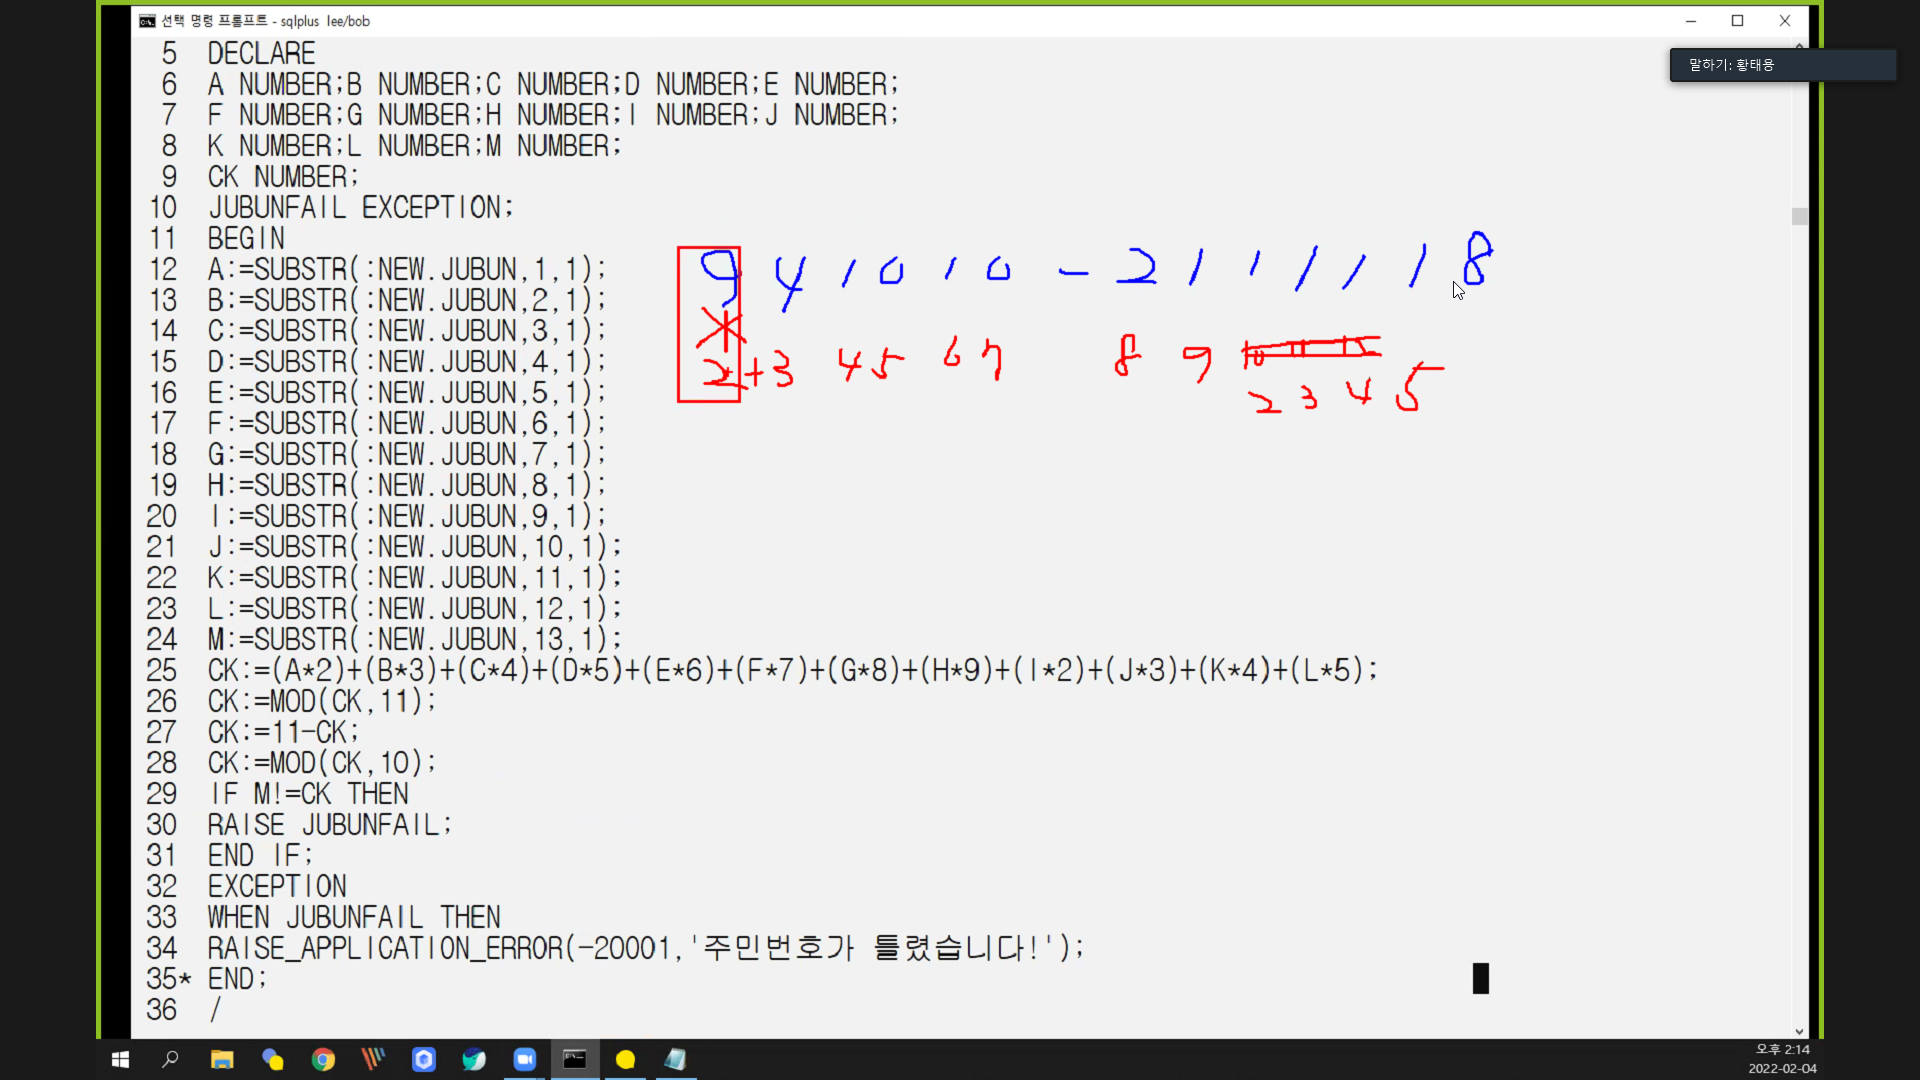 선택 명령 프롬프트 - sqlplus lee/bob
말하기: 황태용
5 DECLARE
6 A NUMBER;B NUMBER;C NUMBER;D NUMBER;E NUMBER;
7 F NUMBER;G NUMBER;H NUMBER;I NUMBER;J NUMBER;
8 K NUMBER;L NUMBER;M NUMBER;
9 CK NUMBER;
10 JUBUNFAIL EXCEPTION;
11 BEGIN
12 A:=SUBSTR(:NEW.JUBUN,1,1);
13 B:=SUBSTR(:NEW.JUBUN,2,1);
14 C:=SUBSTR(:NEW.JUBUN,3,1);
15 D:=SUBSTR(:NEW.JUBUN,4,1);
16 E:=SUBSTR(:NEW.JUBUN,5,1);
17 F:=SUBSTR(:NEW.JUBUN,6,1);
18 G:=SUBSTR(:NEW.JUBUN,7,1);
19 H:=SUBSTR(:NEW.JUBUN,8,1);
20 I:=SUBSTR(:NEW.JUBUN,9,1);
21 J:=SUBSTR(:NEW.JUBUN,10,1);
22 K:=SUBSTR(:NEW.JUBUN,11,1);
23 L:=SUBSTR(:NEW.JUBUN,12,1);
24 M:=SUBSTR(:NEW.JUBUN,13,1);
25 CK:=(A*2)+(B*3)+(C*4)+(D*5)+(E*6)+(F*7)+(G*8)+(H*9)+(I*2)+(J*3)+(K*4)+(L*5);
26 CK:=MOD(CK,11);
27 CK:=11-CK;
28 CK:=MOD(CK,10);
29 IF M!=CK THEN
30 RAISE JUBUNFAIL;
31 END IF;
32 EXCEPTION
33 WHEN JUBUNFAIL THEN
34 RAISE_APPLICATION_ERROR(-20001,'주민번호가 틀렸습니다!');
35* END;
36 /
9 4 1 0 1 0 - 2 1 1 1 1 1 8
*
2 + 3 4 5 6 7 8 9
2 3 4 5
오후 2:14
2022-02-04